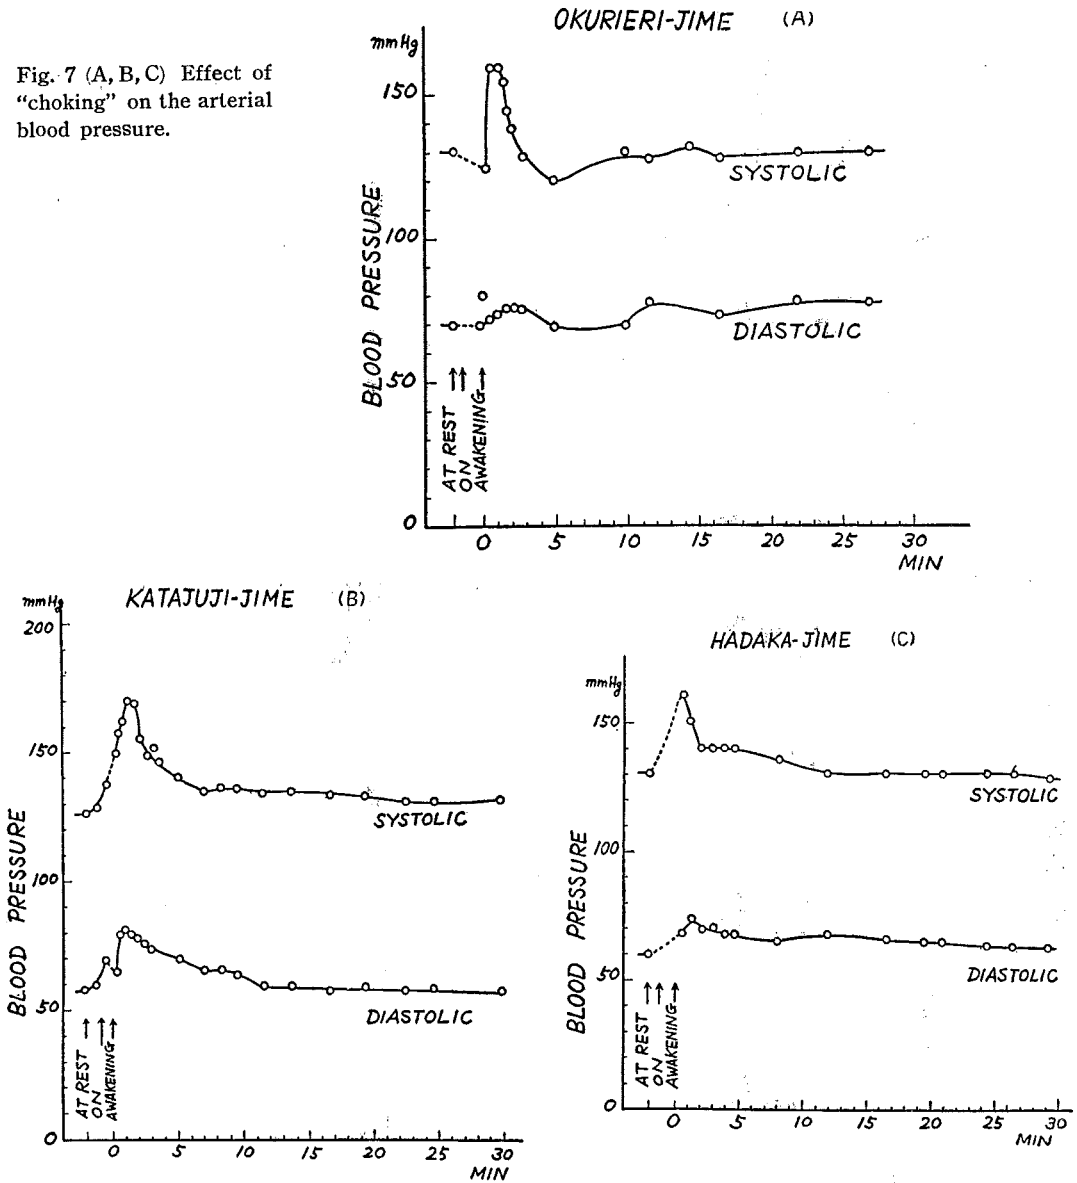 Fig. 7 (A, B, C) Effect of
“choking” on the arterial
blood pressure.
OKURIERI-JIME (A)
mmHg
150
100
50
0
BLOOD PRESSURE
SYSTOLIC
DIASTOLIC
AT REST
ON
AWAKENING
0 5 10 15 20 25 30
MIN
KATAJUJI-JIME (B)
mmHg
200
150
100
50
0
BLOOD PRESSURE
SYSTOLIC
DIASTOLIC
AT REST
ON
AWAKENING
0 5 10 15 20 25 30
MIN
HADAKA-JIME (C)
mmHg
150
100
50
0
BLOOD PRESSURE
SYSTOLIC
DIASTOLIC
AT REST
ON
AWAKENING
0 5 10 15 20 25 30
MIN